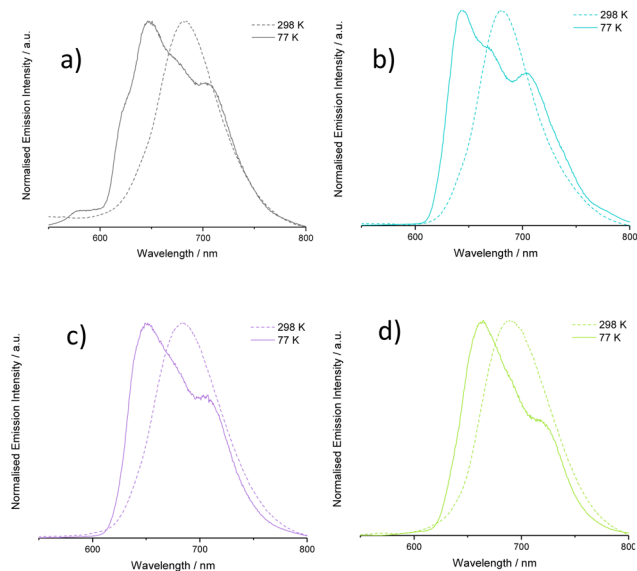 a)
298 K
77 K
Normalised Emission Intensity / a.u.
600
700
800
Wavelength / nm
b)
298 K
77 K
Normalised Emission Intensity / a.u.
600
700
800
Wavelength / nm
c)
298 K
77 K
Normalised Emission Intensity / a.u.
600
700
800
Wavelength / nm
d)
298 K
77 K
Normalised Emission Intensity / a.u.
600
700
800
Wavelength / nm